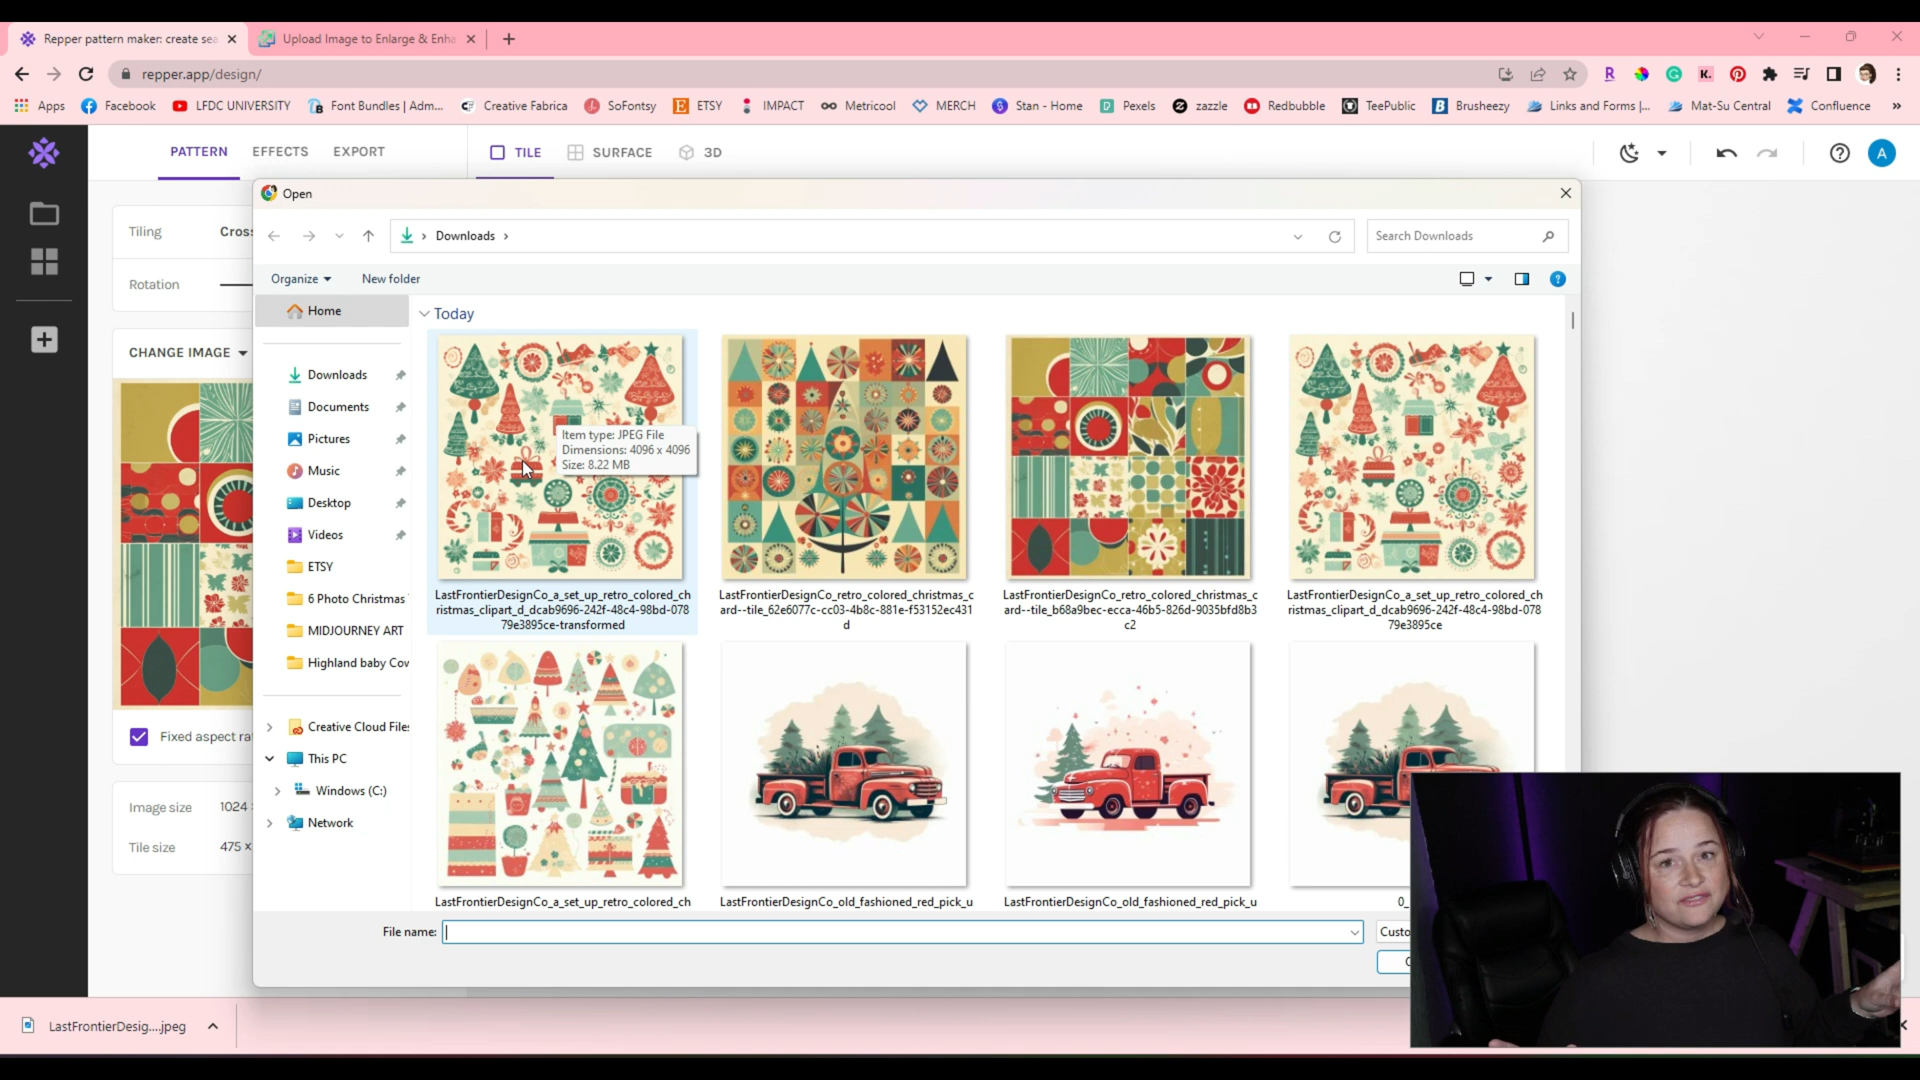 Repper pattern maker: create sea
Upload Image to Enlarge & Enha
repper.app/design/
Apps
Facebook
LFDC UNIVERSITY
Font Bundles | Adm...
Creative Fabrica
SoFontsy
ETSY
IMPACT
Metricool
MERCH
Stan - Home
Pexels
zazzle
Redbubble
TeePublic
Brusheezy
Links and Forms |...
Mat-Su Central
Confluence
PATTERN
EFFECTS
EXPORT
TILE
SURFACE
3D
A
Open
Downloads
Search Downloads
Organize
New folder
Tiling
Cros
Rotation
CHANGE IMAGE
Fixed aspect ra
Image size
1024
Tile size
475 ×
Home
Downloads
Documents
Pictures
Music
Desktop
Videos
ETSY
6 Photo Christmas
MIDJOURNEY ART
Highland baby Cov
Creative Cloud Files
This PC
Windows (C:)
Network
Today
Item type: JPEG File
Dimensions: 4096 x 4096
Size: 8.22 MB
LastFrontierDesignCo_a_set_up_retro_colored_ch
ristmas_clipart_d_dcab9696-242f-48c4-98bd-078
79e3895ce-transformed
LastFrontierDesignCo_retro_colored_christmas_c
ard--tile_62e6077c-cc03-4b8c-881e-f53152ec431
d
LastFrontierDesignCo_retro_colored_christmas_c
ard--tile_b68a9bec-ecca-46b5-826d-9035bfd8b3
c2
LastFrontierDesignCo_a_set_up_retro_colored_ch
ristmas_clipart_d_dcab9696-242f-48c4-98bd-078
79e3895ce
LastFrontierDesignCo_a_set_up_retro_colored_ch
LastFrontierDesignCo_old_fashioned_red_pick_u
LastFrontierDesignCo_old_fashioned_red_pick_u
0_
File name:
Custo
LastFrontierDesig....jpeg